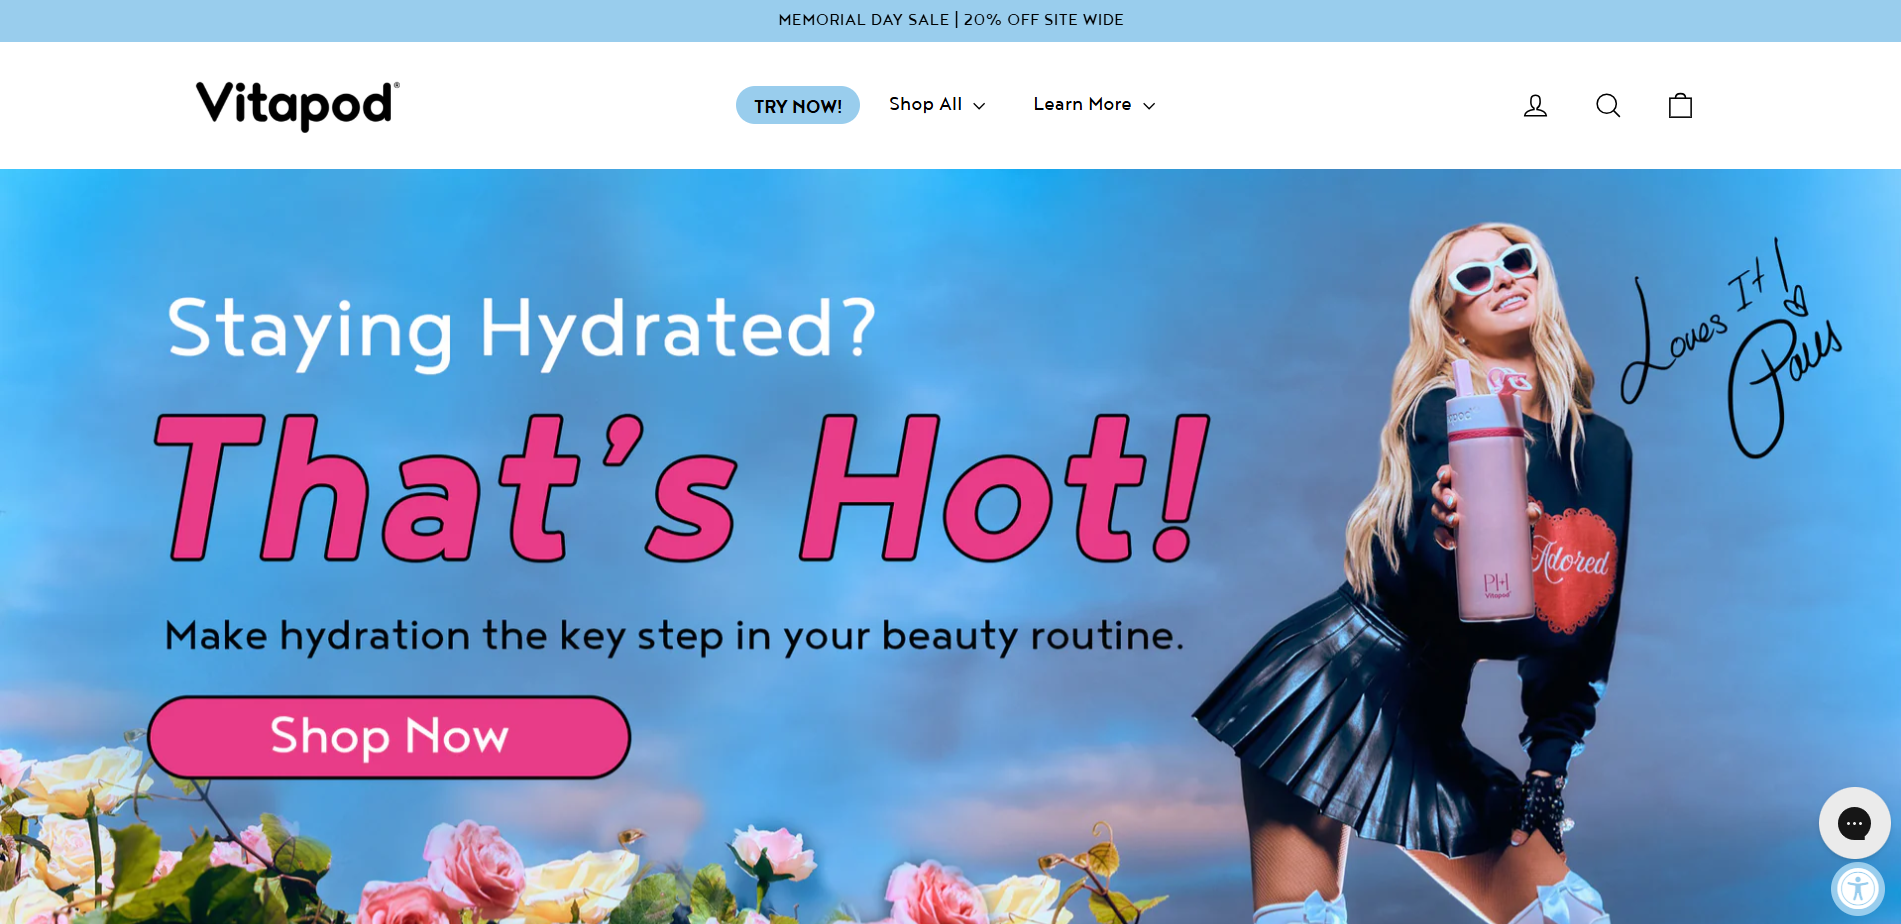 MEMORIAL DAY SALE | 20% OFF SITE WIDE
Vitapod®
TRY NOW!
Shop All
Learn More
Staying Hydrated?
That's Hot!
Make hydration the key step in your beauty routine.
Shop Now
Loves It!
Paris
apod
Adored
PH
Vitapod